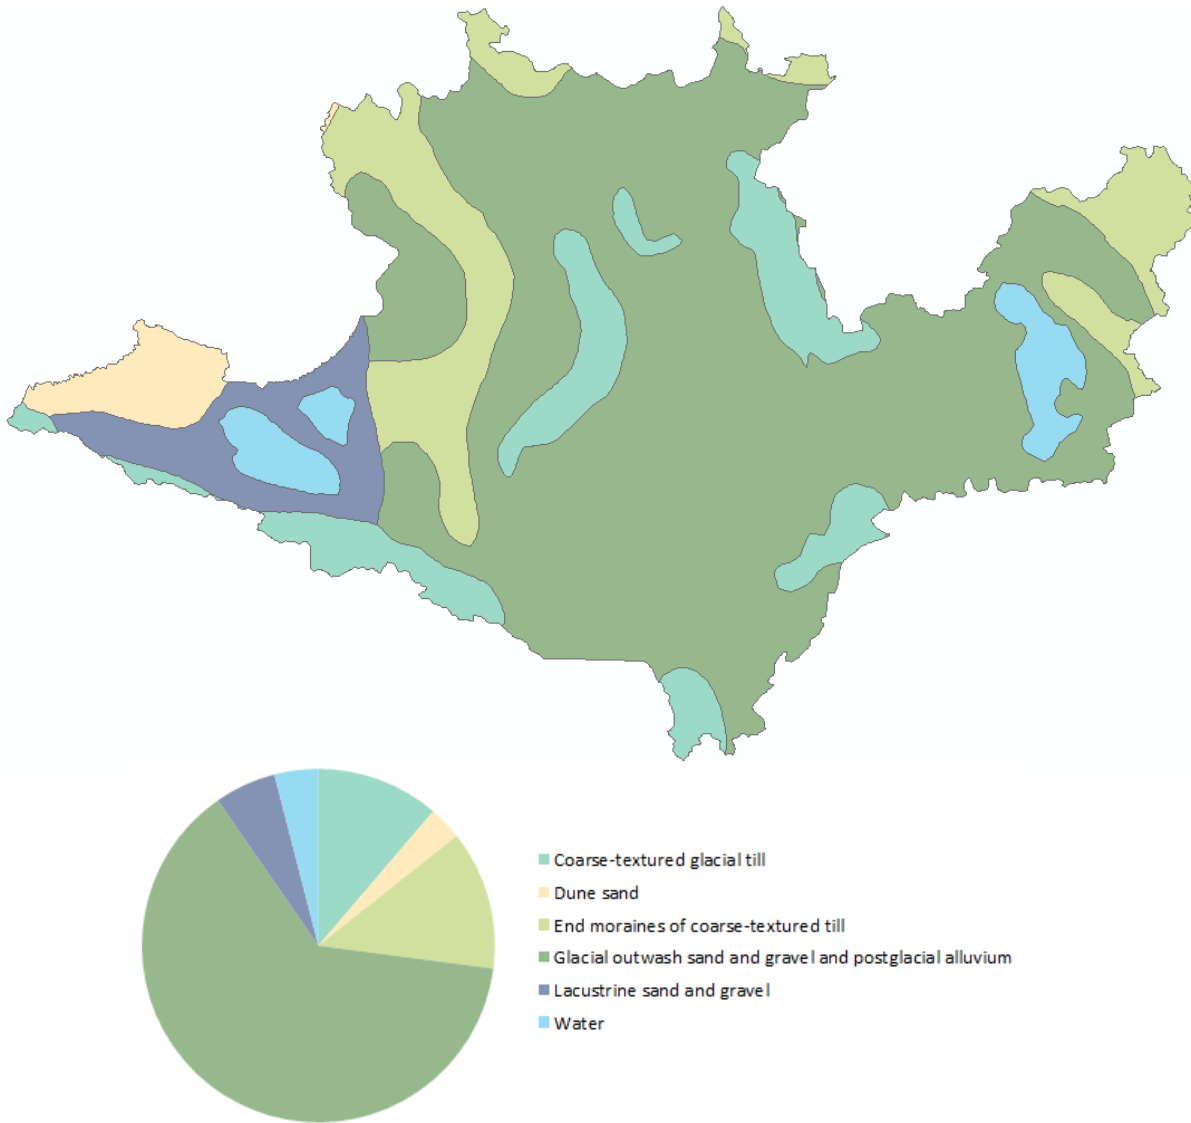 Coarse-textured glacial till
Dune sand
End moraines of coarse-textured till
Glacial outwash sand and gravel and postglacial alluvium
Lacustrine sand and gravel
Water